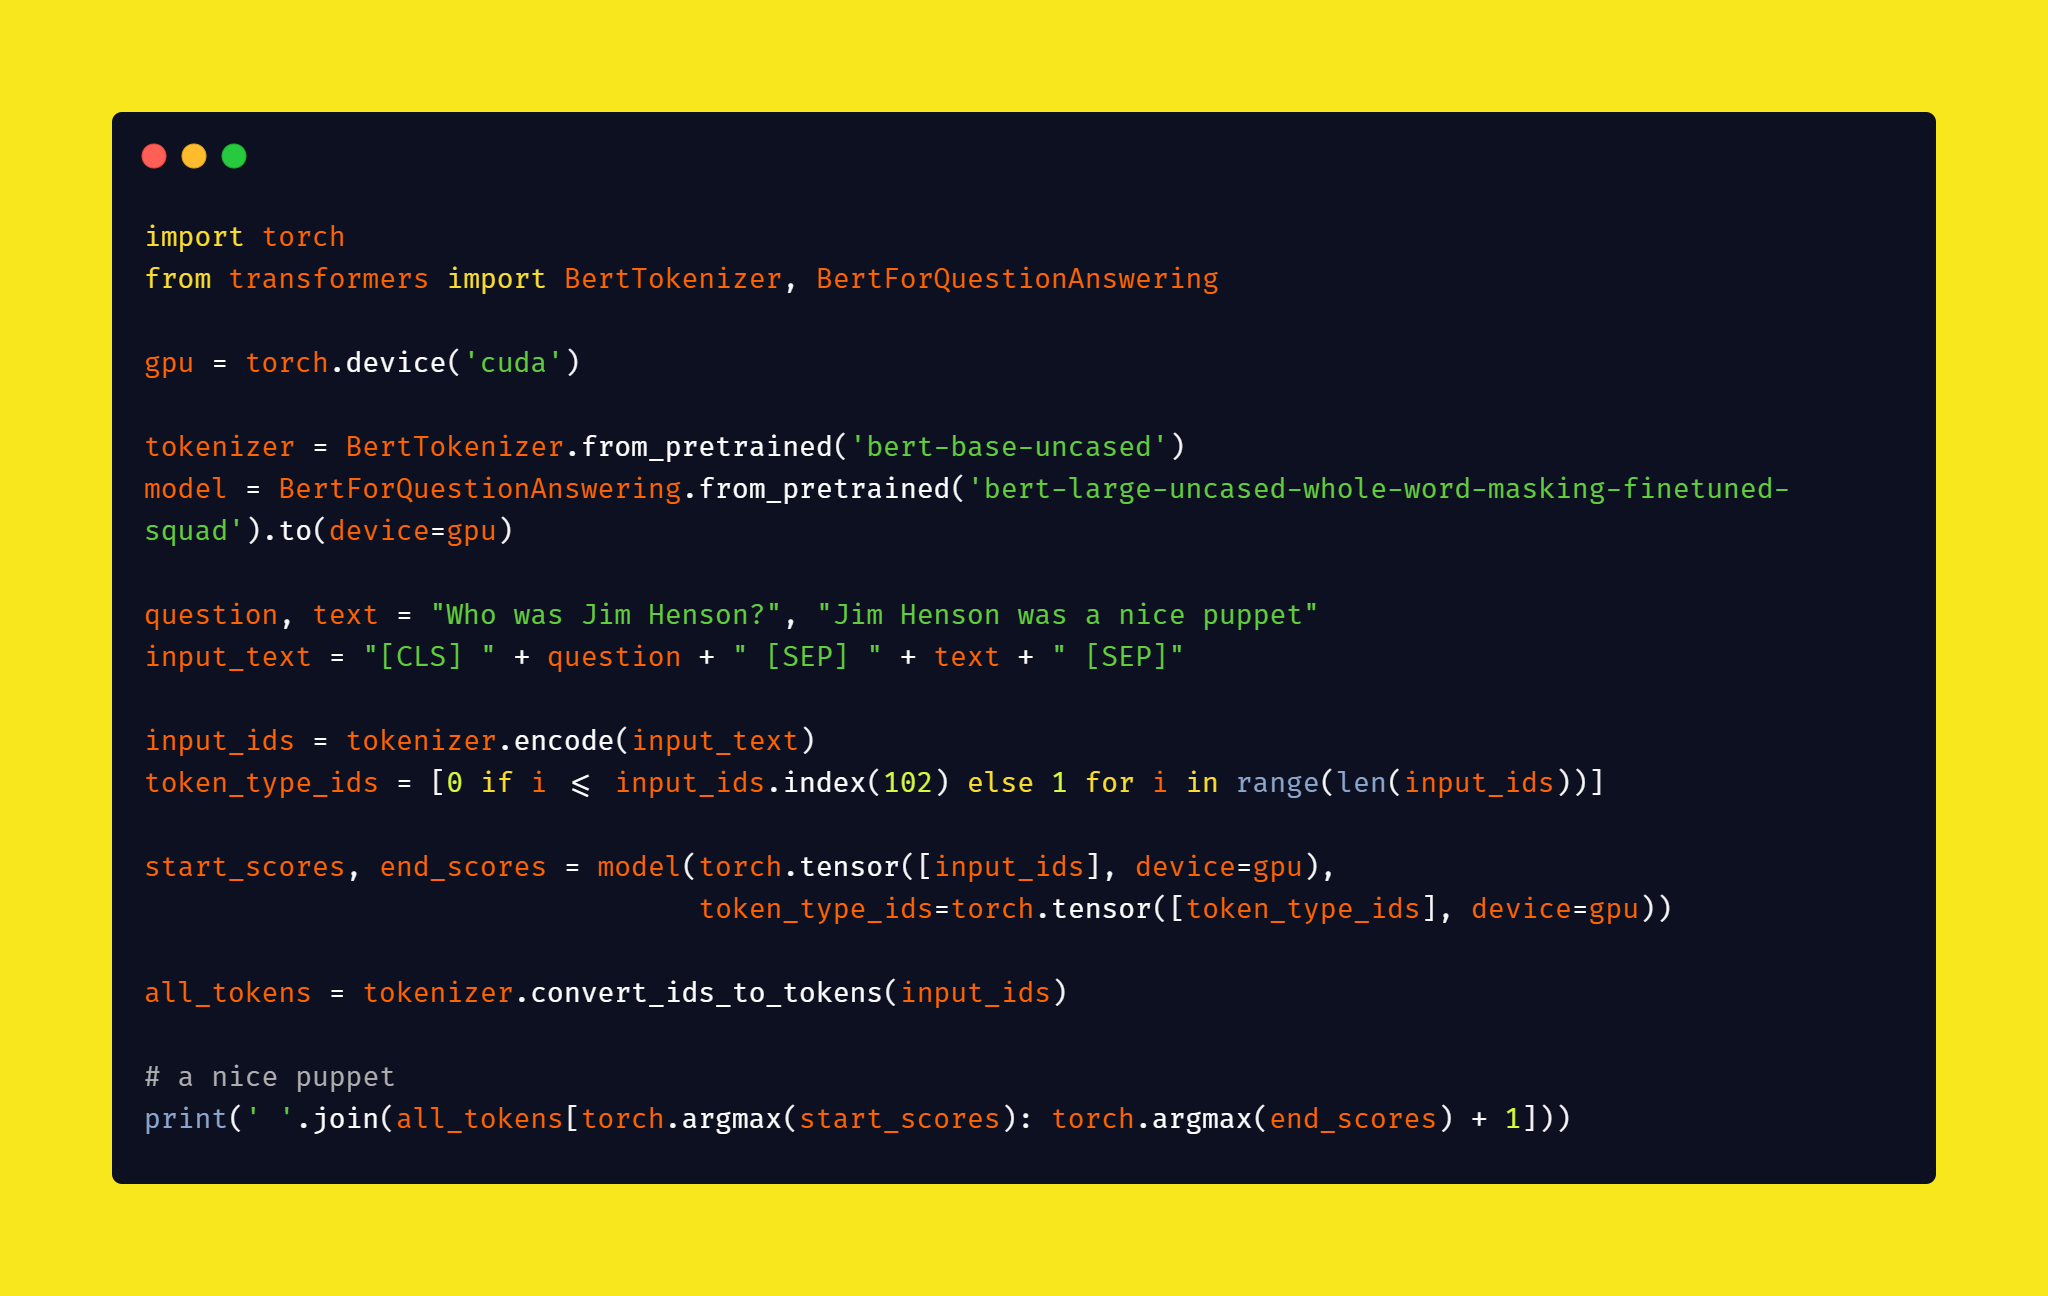 import torch
from transformers import BertTokenizer, BertForQuestionAnswering
gpu = torch.device('cuda')
tokenizer = BertTokenizer.from_pretrained('bert-base-uncased')
model = BertForQuestionAnswering.from_pretrained('bert-large-uncased-whole-word-masking-finetuned-
squad').to(device=gpu)
question, text = "Who was Jim Henson?", "Jim Henson was a nice puppet"
input_text = "[CLS] " + question + " [SEP] " + text + " [SEP]"
input_ids = tokenizer.encode(input_text)
token_type_ids = [0 if i ⩽ input_ids.index(102) else 1 for i in range(len(input_ids))]
start_scores, end_scores = model(torch.tensor([input_ids], device=gpu),
token_type_ids=torch.tensor([token_type_ids], device=gpu))
all_tokens = tokenizer.convert_ids_to_tokens(input_ids)
# a nice puppet
print(' '.join(all_tokens[torch.argmax(start_scores): torch.argmax(end_scores) + 1]))